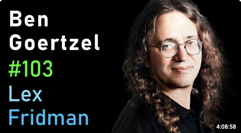 Ben
Goertzel
#103
Lex
Fridman
4:08:58